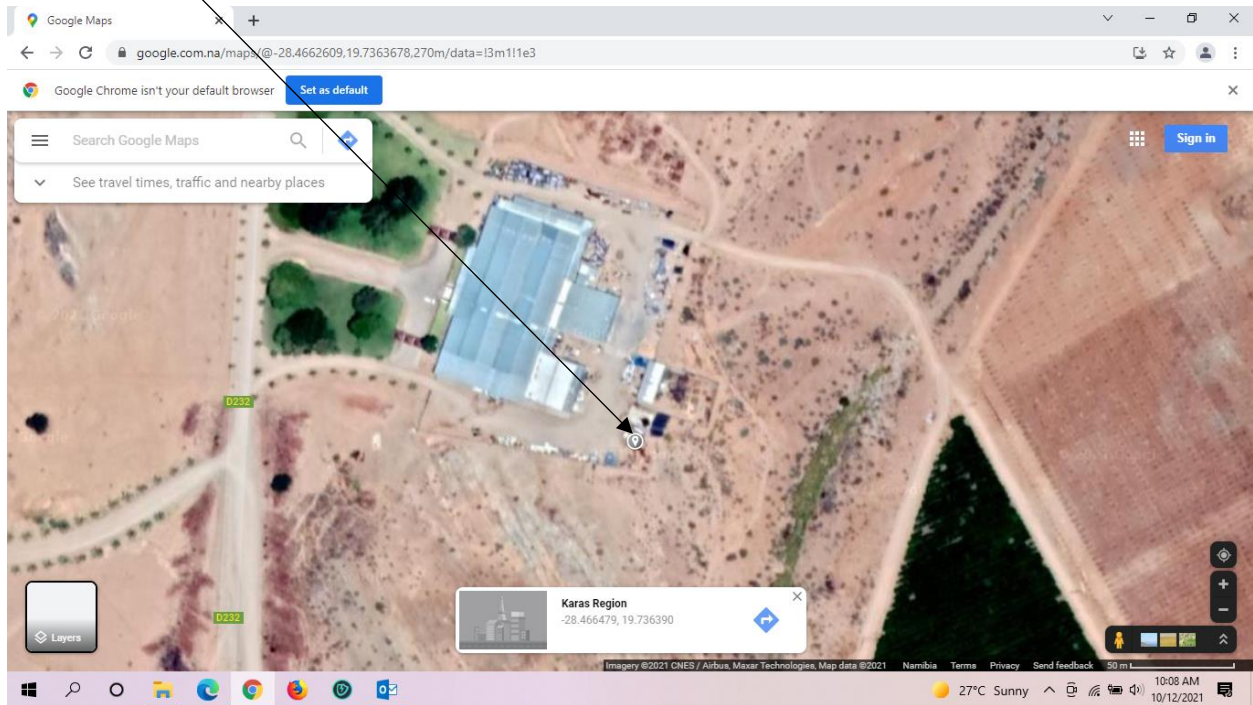 Google Maps
google.com.na/maps/@-28.4662609,19.7363678,270m/data=!3m1!1e3
Google Chrome isn't your default browser Set as default
Search Google Maps
Sign in
See travel times, traffic and nearby places
D232
D232
Karas Region
-28.466479, 19.736390
Layers
Imagery ©2021 CNES / Airbus, Maxar Technologies, Map data ©2021 Namibia Terms Privacy Send feedback 50 m
27°C Sunny
10:08 AM
10/12/2021